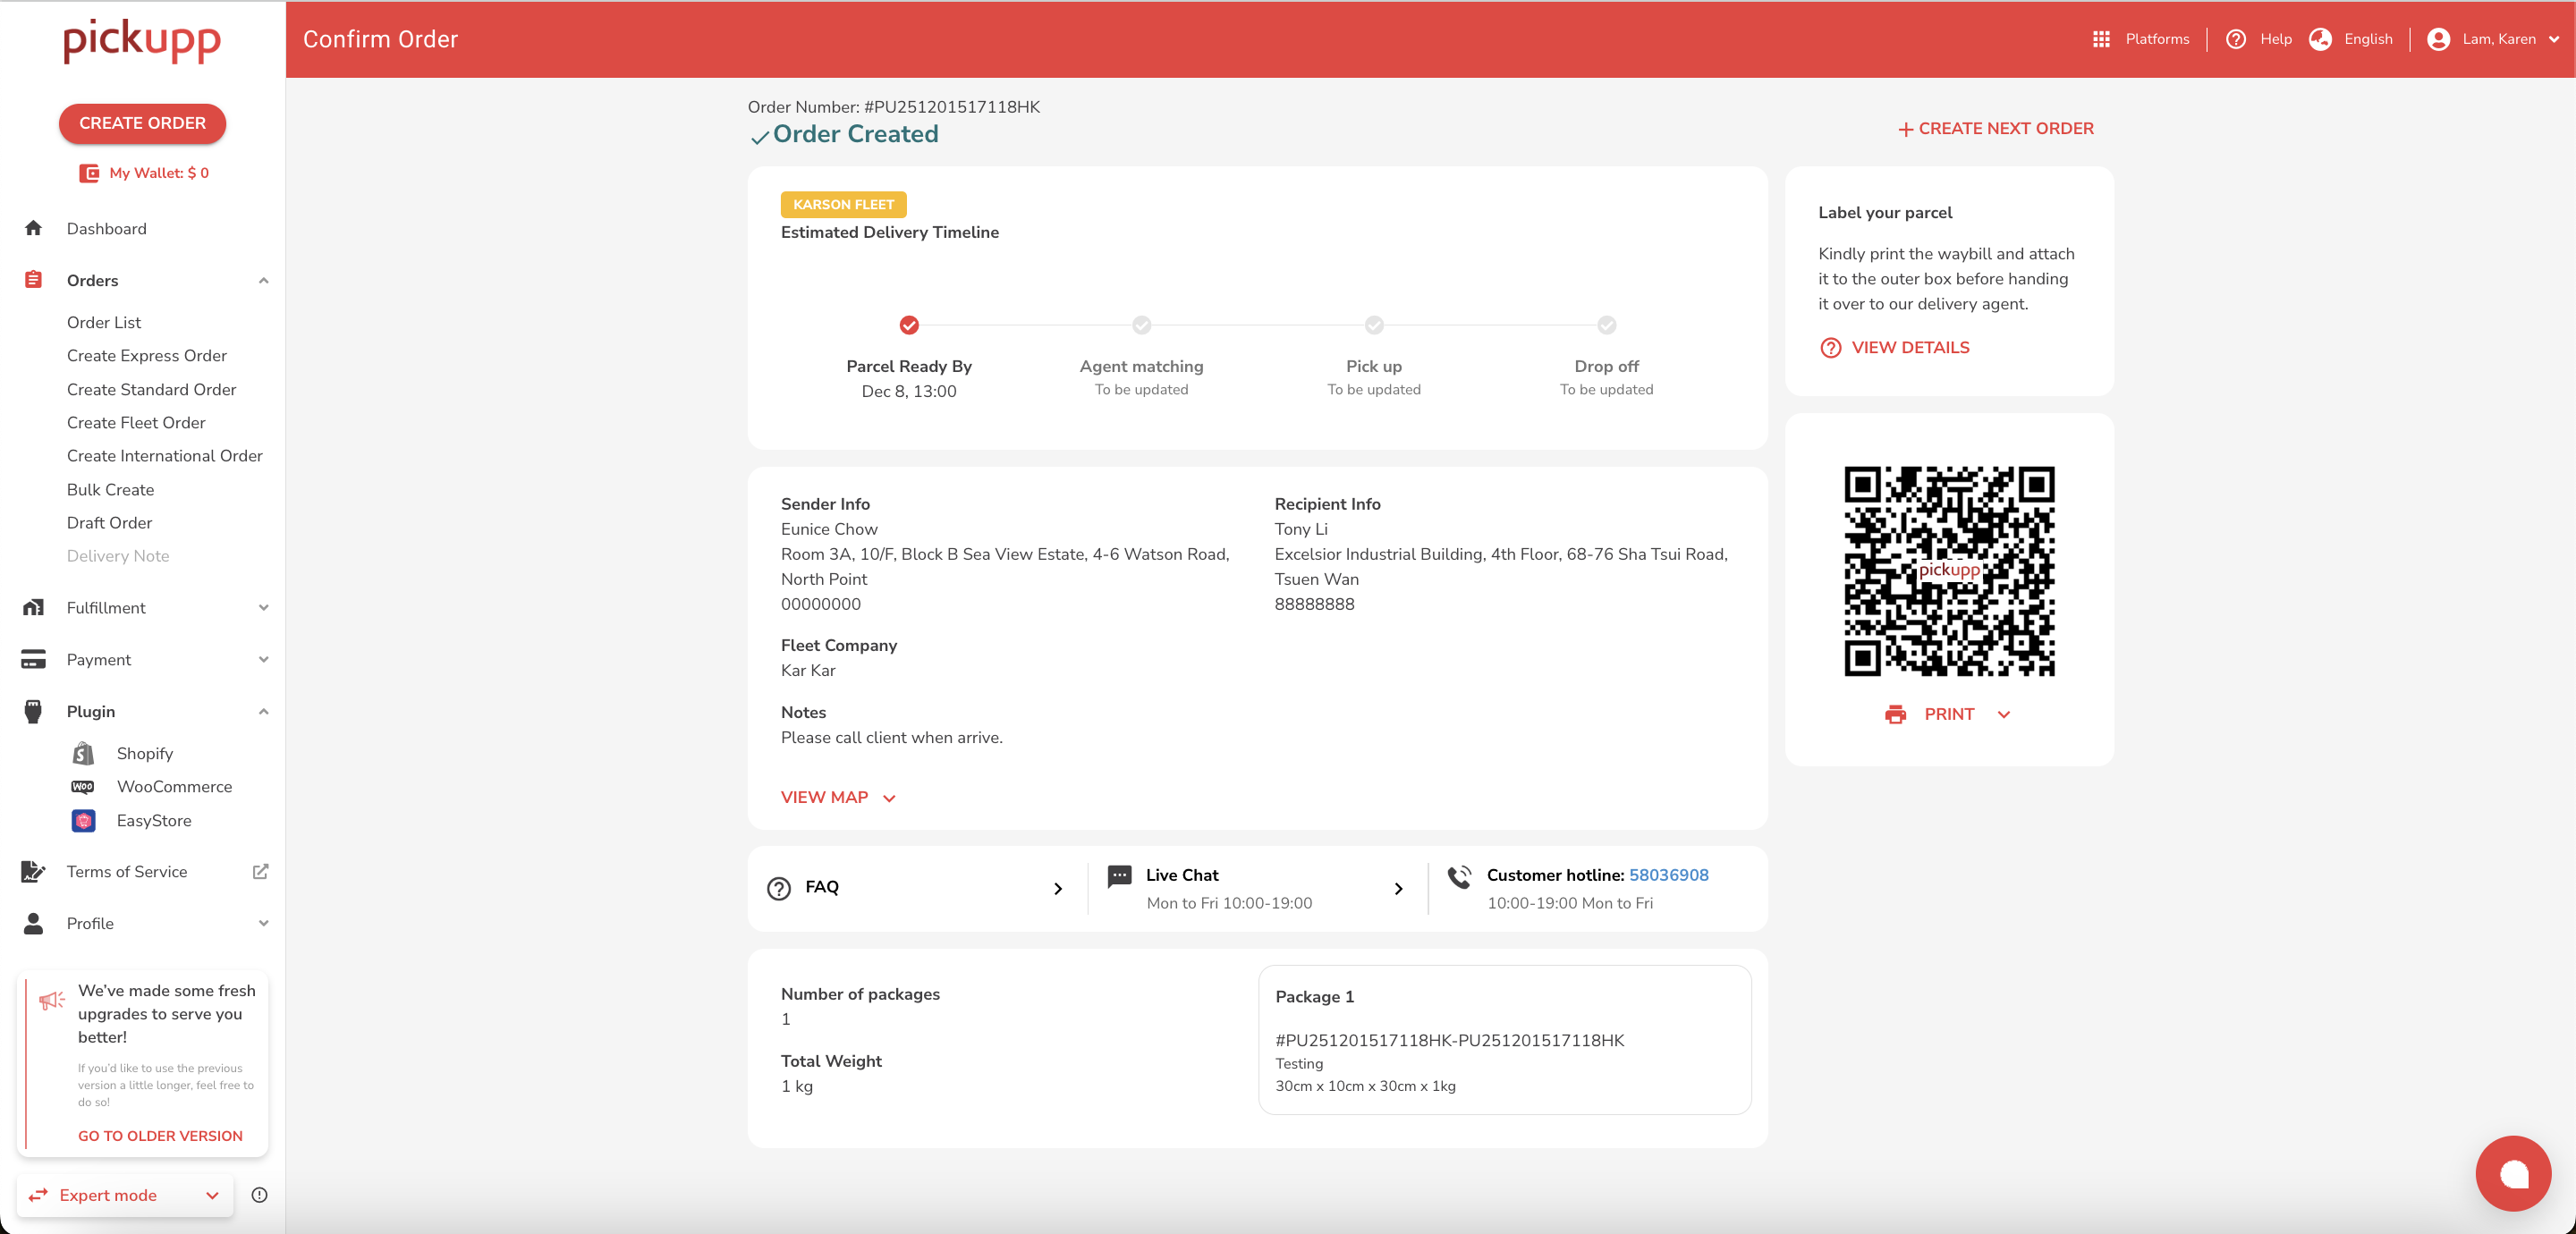 pickupp
Confirm Order
Platforms
Help
English
Lam, Karen
CREATE ORDER
My Wallet: $ 0
Dashboard
Orders
Order List
Create Express Order
Create Standard Order
Create Fleet Order
Create International Order
Bulk Create
Draft Order
Delivery Note
Fulfillment
Payment
Plugin
Shopify
Woo
WooCommerce
EasyStore
Terms of Service
Profile
We've made some fresh
upgrades to serve you
better!
If you'd like to use the previous
version a little longer, feel free to
do so!
GO TO OLDER VERSION
Expert mode
Order Number: #PU251201517118HK
Order Created
+ CREATE NEXT ORDER
KARSON FLEET
Estimated Delivery Timeline
Parcel Ready By
Dec 8, 13:00
Agent matching
To be updated
Pick up
To be updated
Drop off
To be updated
Sender Info
Eunice Chow
Room 3A, 10/F, Block B Sea View Estate, 4-6 Watson Road,
North Point
00000000
Recipient Info
Tony Li
Excelsior Industrial Building, 4th Floor, 68-76 Sha Tsui Road,
Tsuen Wan
88888888
Fleet Company
Kar Kar
Notes
Please call client when arrive.
VIEW MAP
FAQ
Live Chat
Mon to Fri 10:00-19:00
Customer hotline: 58036908
10:00-19:00 Mon to Fri
Number of packages
1
Total Weight
1 kg
Package 1
#PU251201517118HK-PU251201517118HK
Testing
30cm x 10cm x 30cm x 1kg
Label your parcel
Kindly print the waybill and attach
it to the outer box before handing
it over to our delivery agent.
VIEW DETAILS
pickupp
PRINT